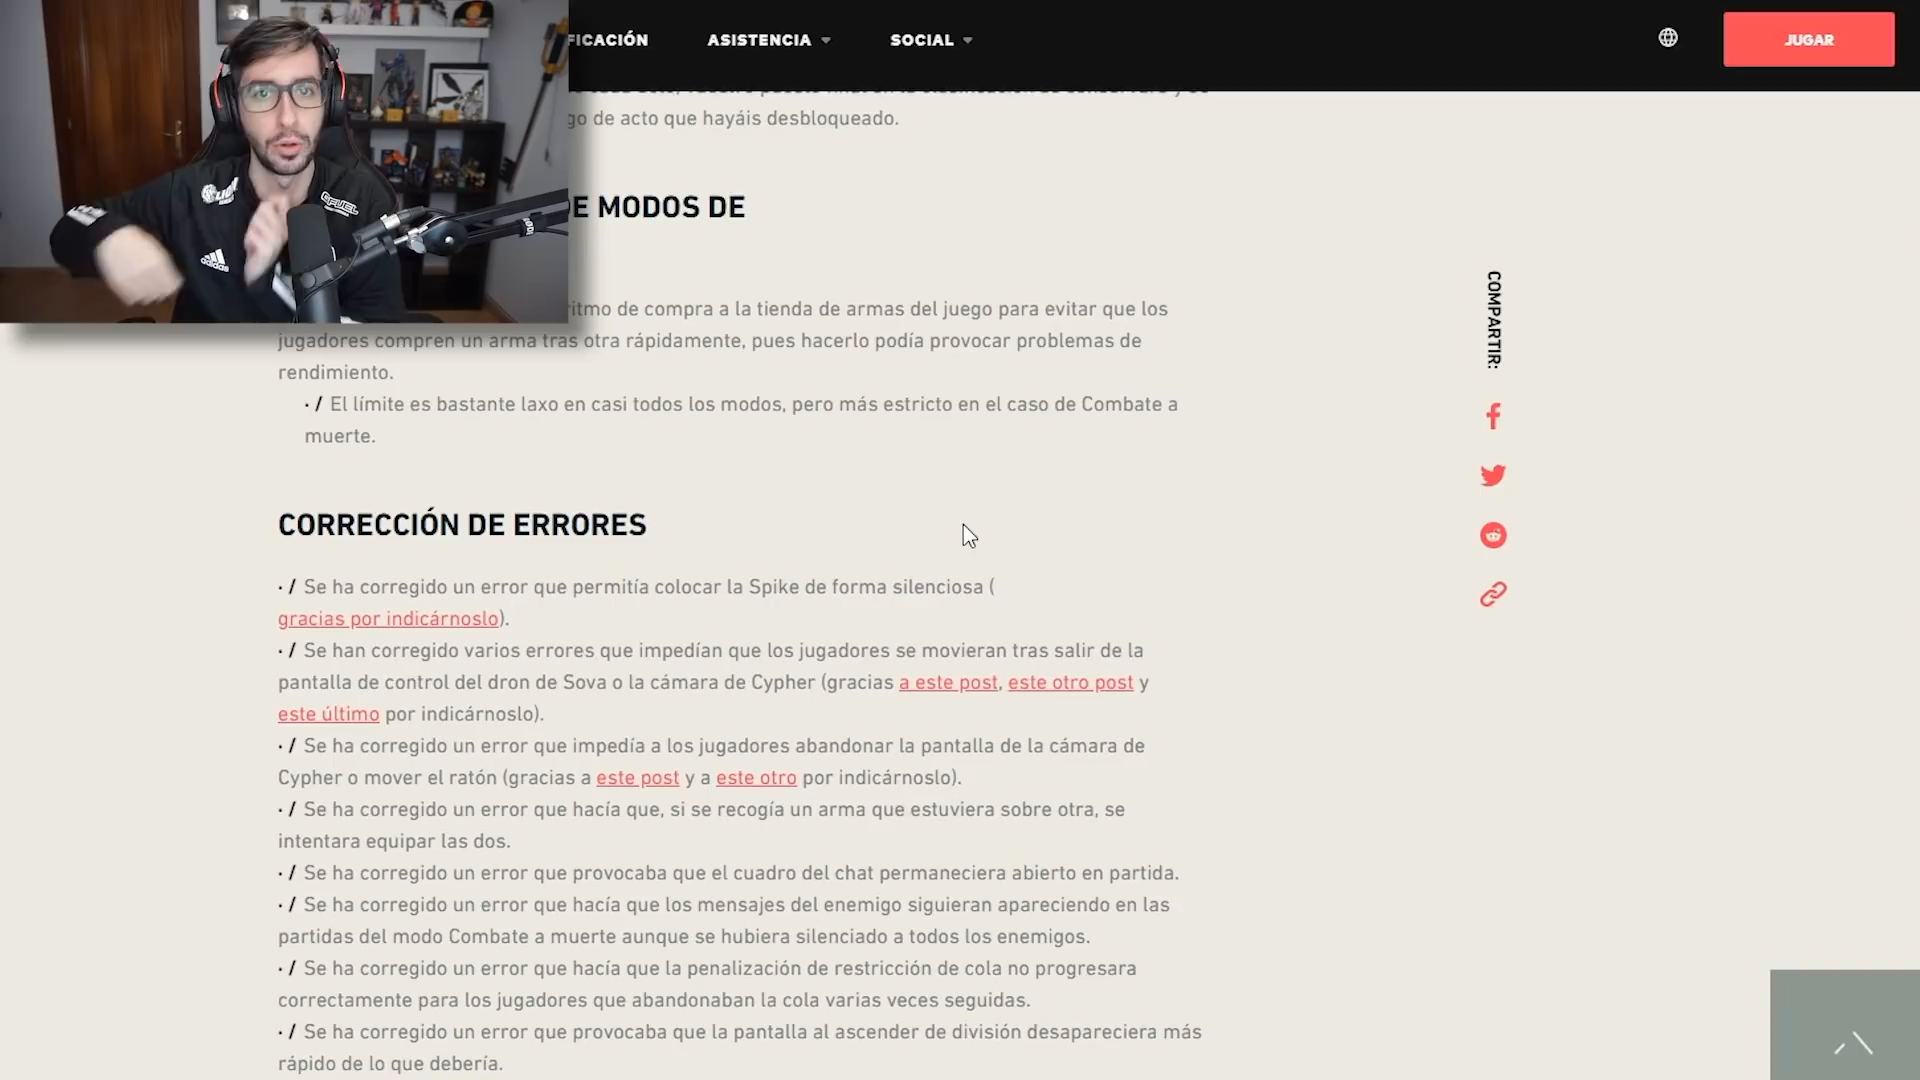 FICACIÓN
ASISTENCIA
SOCIAL
JUGAR
go de acto que hayáis desbloqueado.
E MODOS DE
ritmo de compra a la tienda de armas del juego para evitar que los
jugadores compren un arma tras otra rápidamente, pues hacerlo podía provocar problemas de
rendimiento.
· / El límite es bastante laxo en casi todos los modos, pero más estricto en el caso de Combate a
muerte.
CORRECCIÓN DE ERRORES
· / Se ha corregido un error que permitía colocar la Spike de forma silenciosa (
gracias por indicárnoslo).
· / Se han corregido varios errores que impedían que los jugadores se movieran tras salir de la
pantalla de control del dron de Sova o la cámara de Cypher (gracias a este post, este otro post y
este último por indicárnoslo).
· / Se ha corregido un error que impedía a los jugadores abandonar la pantalla de la cámara de
Cypher o mover el ratón (gracias a este post y a este otro por indicárnoslo).
· / Se ha corregido un error que hacía que, si se recogía un arma que estuviera sobre otra, se
intentara equipar las dos.
· / Se ha corregido un error que provocaba que el cuadro del chat permaneciera abierto en partida.
· / Se ha corregido un error que hacía que los mensajes del enemigo siguieran apareciendo en las
partidas del modo Combate a muerte aunque se hubiera silenciado a todos los enemigos.
· / Se ha corregido un error que hacía que la penalización de restricción de cola no progresara
correctamente para los jugadores que abandonaban la cola varias veces seguidas.
· / Se ha corregido un error que provocaba que la pantalla al ascender de división desapareciera más
rápido de lo que debería.
COMPARTIR:
adidas
GFUEL